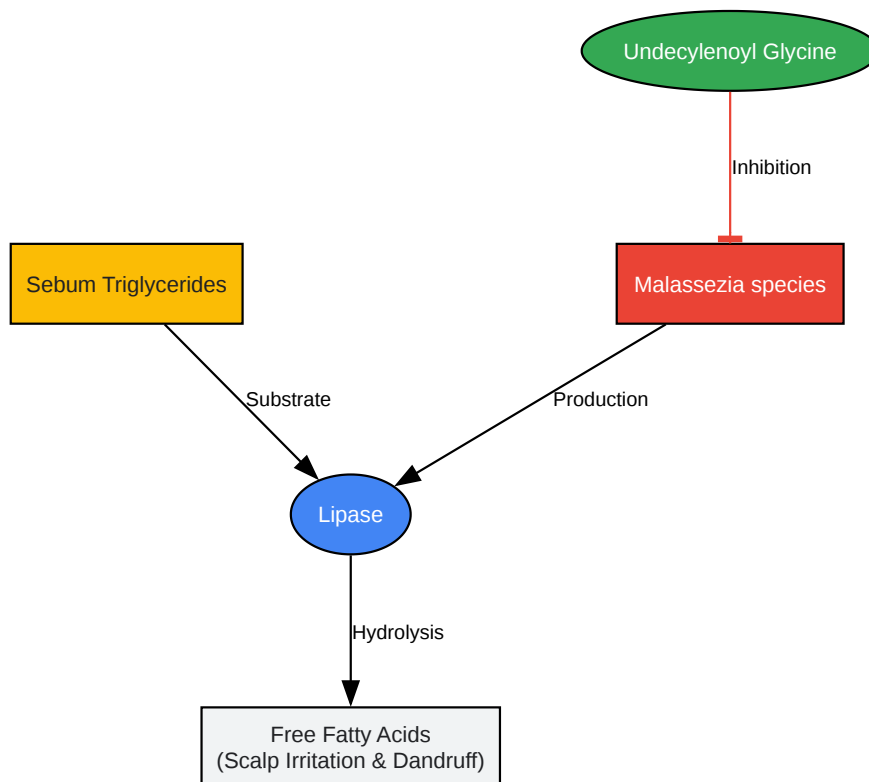 Undecylenoyl Glycine
Inhibition
Sebum Triglycerides
Malassezia species
Substrate
Production
Lipase
Hydrolysis
Free Fatty Acids
(Scalp Irritation & Dandruff)